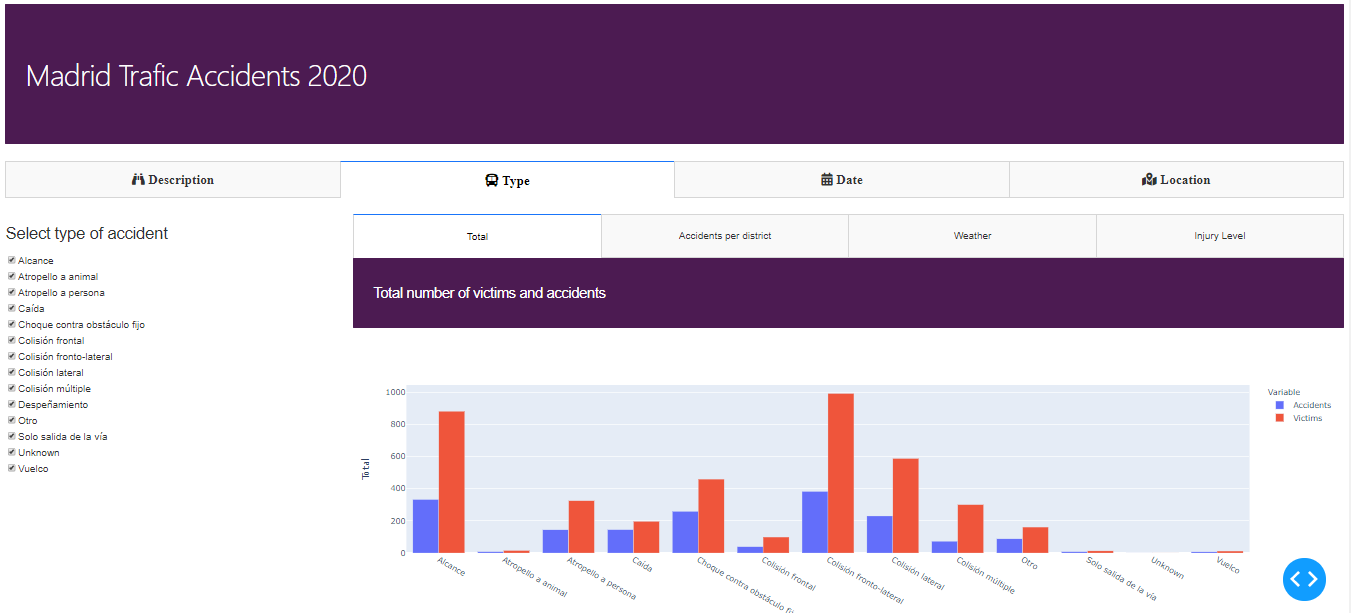 Madrid Trafic Accidents 2020
Description
Type
Date
Location
Select type of accident
Alcance
Atropello a animal
Atropello a persona
Caída
Choque contra obstáculo fijo
Colisión frontal
Colisión fronto-lateral
Colisión lateral
Colisión múltiple
Despeñamiento
Otro
Solo salida de la vía
Unknown
Vuelco
Total
Accidents per district
Weather
Injury Level
Total number of victims and accidents
Variable
Accidents
Victims
Total
1000
800
600
400
200
0
Alcance
Atropello a animal
Atropello a persona
Caída
Choque contra obstáculo fij
Colisión frontal
Colisión fronto-lateral
Colisión lateral
Colisión múltiple
Otro
Solo salida de la vía
Unknown
Vuelco